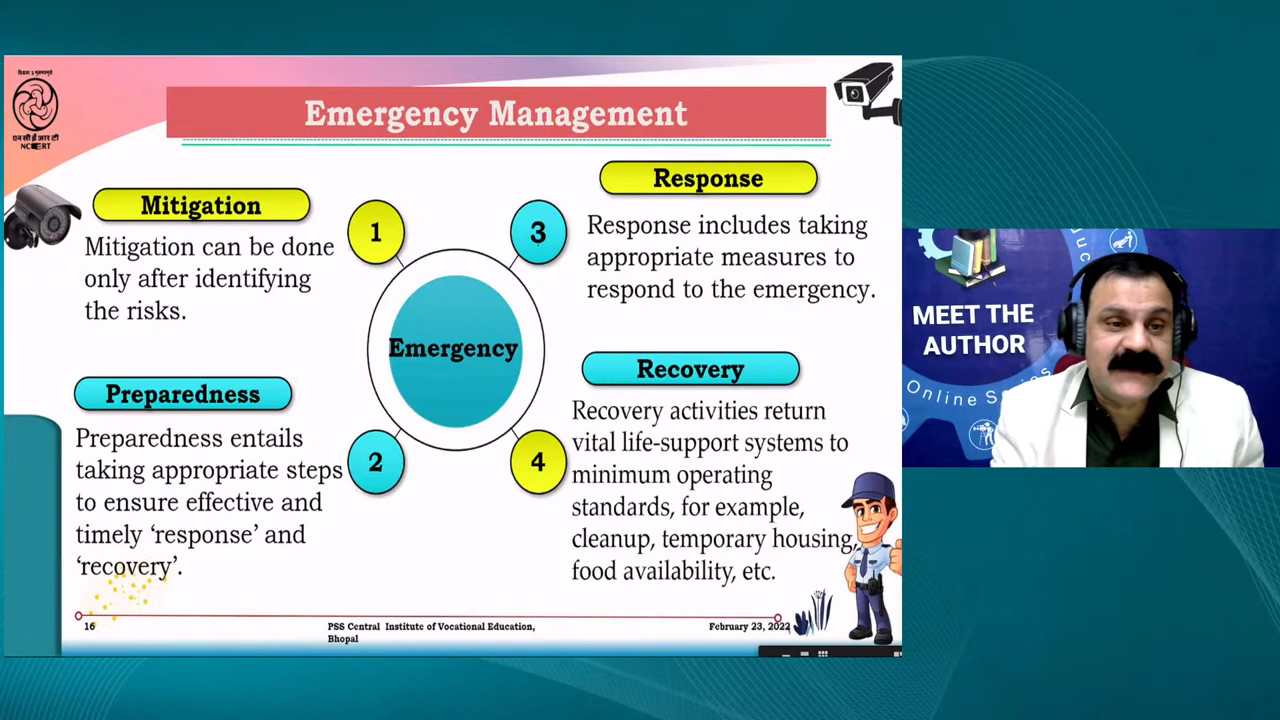 एन सी ई आर टी
NCERT
Emergency Management
Mitigation
Mitigation can be done
only after identifying
the risks.
Preparedness
Preparedness entails
taking appropriate steps
to ensure effective and
timely ‘response’ and
‘recovery’.
1
2
3
4
Emergency
Response
Response includes taking
appropriate measures to
respond to the emergency.
Recovery
Recovery activities return
vital life-support systems to
minimum operating
standards, for example,
cleanup, temporary housing,
food availability, etc.
16
PSS Central Institute of Vocational Education,
Bhopal
February 23, 2022
MEET THE
AUTHOR
Online